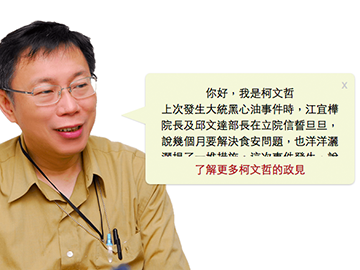 x
你好，我是柯文哲
上次發生大統黑心油事件時，江宜樺
院長及邱文達部長在立院信誓旦旦，
說幾個月要解決食安問題，也洋洋灑
了解更多柯文哲的政見